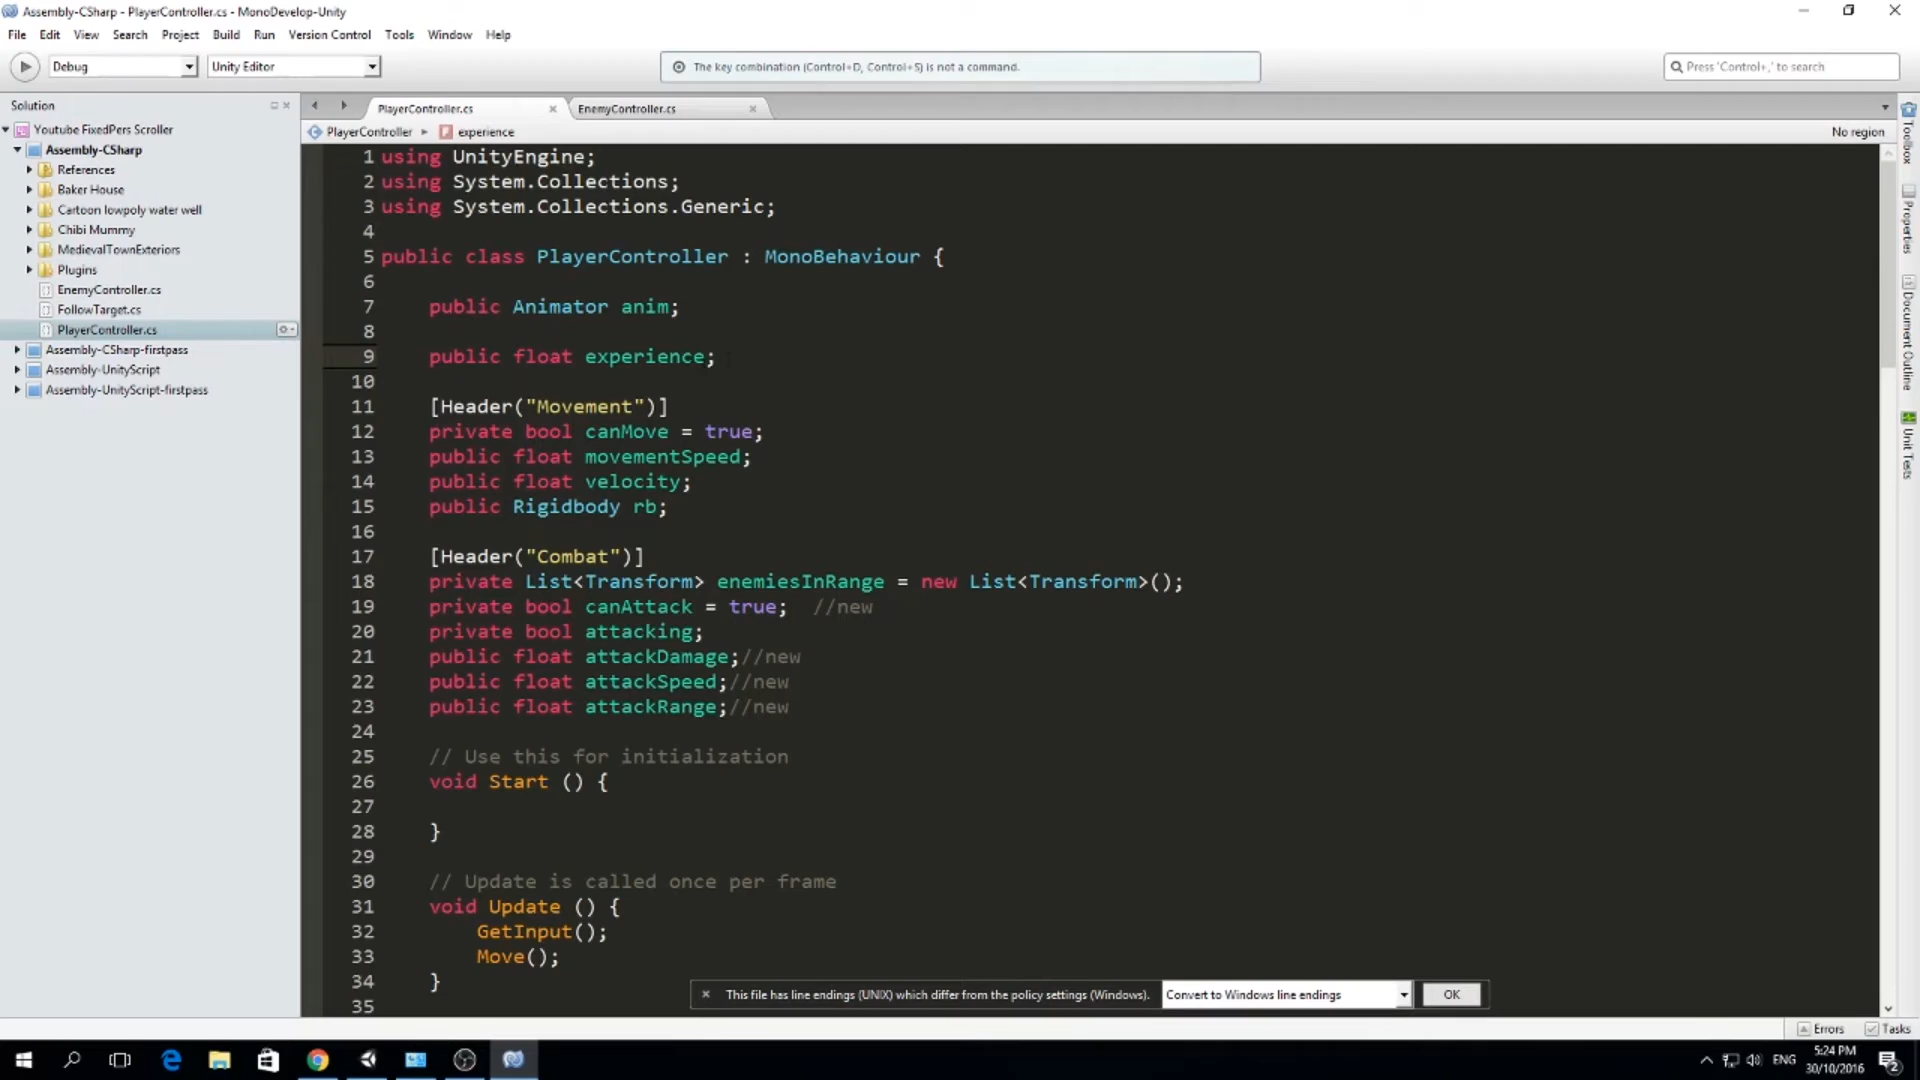 Assembly-CSharp - PlayerController.cs - MonoDevelop-Unity
File Edit View Search Project Build Run Version Control Tools Window Help
Debug Unity Editor The key combination (Control+D, Control+S) is not a command. Press 'Control+,' to search
Solution
Youtube FixedPers Scroller
Assembly-CSharp
References
Baker House
Cartoon lowpoly water well
Chibi Mummy
MedievalTownExteriors
Plugins
EnemyController.cs
FollowTarget.cs
PlayerController.cs
Assembly-CSharp-firstpass
Assembly-UnityScript
Assembly-UnityScript-firstpass
PlayerController.cs EnemyController.cs
PlayerController experience No region
1 using UnityEngine;
2 using System.Collections;
3 using System.Collections.Generic;
4
5 public class PlayerController : MonoBehaviour {
6
7 public Animator anim;
8
9 public float experience;
10
11 [Header("Movement")]
12 private bool canMove = true;
13 public float movementSpeed;
14 public float velocity;
15 public Rigidbody rb;
16
17 [Header("Combat")]
18 private List<Transform> enemiesInRange = new List<Transform>();
19 private bool canAttack = true; //new
20 private bool attacking;
21 public float attackDamage;//new
22 public float attackSpeed;//new
23 public float attackRange;//new
24
25 // Use this for initialization
26 void Start () {
27
28 }
29
30 // Update is called once per frame
31 void Update () {
32 GetInput();
33 Move();
34 }
35
This file has line endings (UNIX) which differ from the policy settings (Windows). Convert to Windows line endings OK
Toolbox
Properties
Document Outline
Unit Tests
Errors Tasks
ENG
5:24 PM
30/10/2016
2